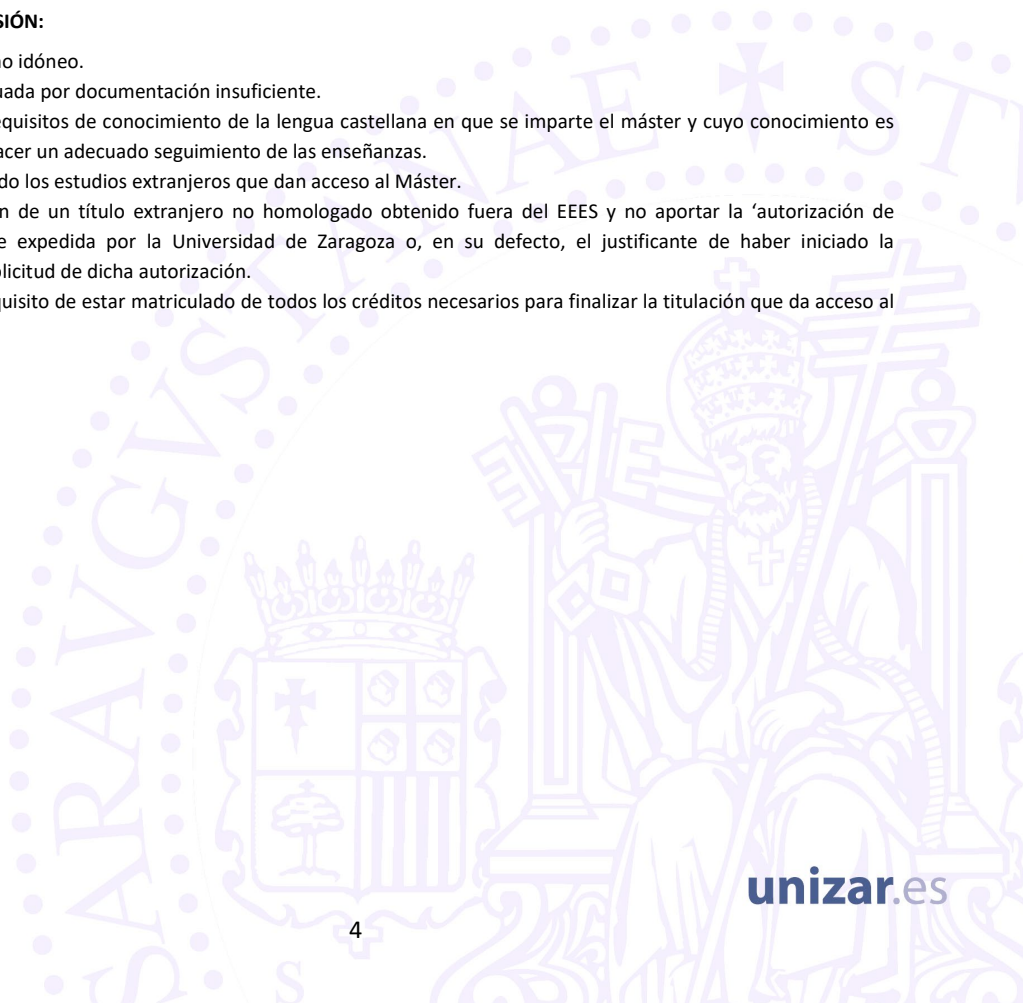 SIÓN:
no idóneo.
uada por documentación insuficiente.
equisitos de conocimiento de la lengua castellana en que se imparte el máster y cuyo conocimiento es
acer un adecuado seguimiento de las enseñanzas.
do los estudios extranjeros que dan acceso al Máster.
n de un título extranjero no homologado obtenido fuera del EEES y no aportar la ‘autorización de
e expedida por la Universidad de Zaragoza o, en su defecto, el justificante de haber iniciado la
olicitud de dicha autorización.
quisito de estar matriculado de todos los créditos necesarios para finalizar la titulación que da acceso al
SARAVGVSTANAE STV
unizar.es
4
S